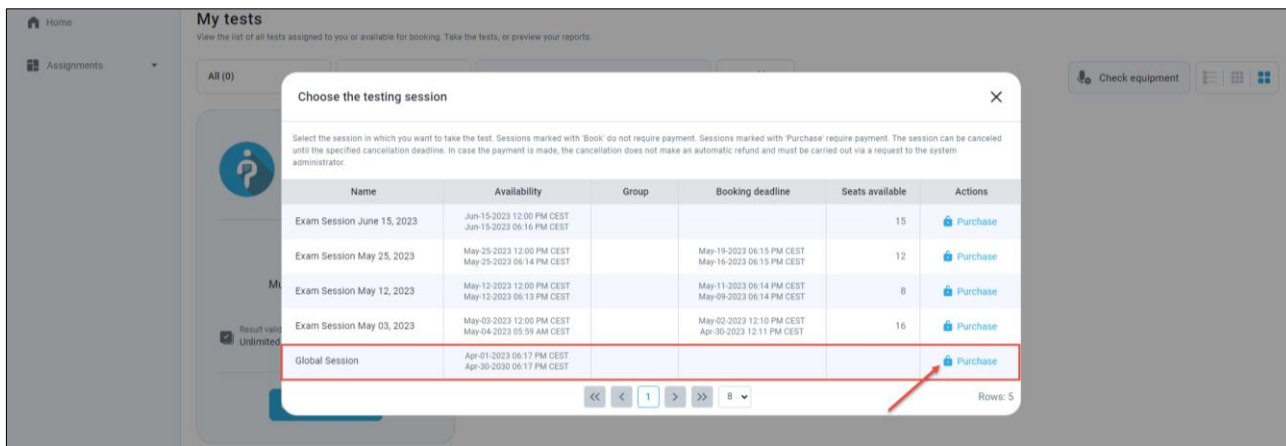 Home
My tests
View the list of all tests assigned to you or available for booking. Take the tests, or preview your reports.
Assignments
All (0)
Check equipment
Choose the testing session
Select the session in which you want to take the test. Sessions marked with 'Book' do not require payment. Sessions marked with 'Purchase' require payment. The session can be canceled
until the specified cancellation deadline. In case the payment is made, the cancellation does not make an automatic refund and must be carried out via a request to the system
administrator.
Name Availability Group Booking deadline Seats available Actions
Exam Session June 15, 2023 Jun-15-2023 12:00 PM CEST 15 Purchase
Jun-15-2023 06:16 PM CEST
Exam Session May 25, 2023 May-25-2023 12:00 PM CEST May-19-2023 06:15 PM CEST 12 Purchase
May-25-2023 06:14 PM CEST May-16-2023 06:15 PM CEST
Exam Session May 12, 2023 May-12-2023 12:00 PM CEST May-11-2023 06:14 PM CEST 8 Purchase
May-12-2023 06:13 PM CEST May-09-2023 06:14 PM CEST
Exam Session May 03, 2023 May-03-2023 12:00 PM CEST May-02-2023 12:10 PM CEST 16 Purchase
May-04-2023 05:59 AM CEST Apr-30-2023 12:11 PM CEST
Global Session Apr-01-2023 06:17 PM CEST Purchase
Apr-30-2030 06:17 PM CEST
Result valid
Unlimited
<< < 1 > >> 8 Rows: 5